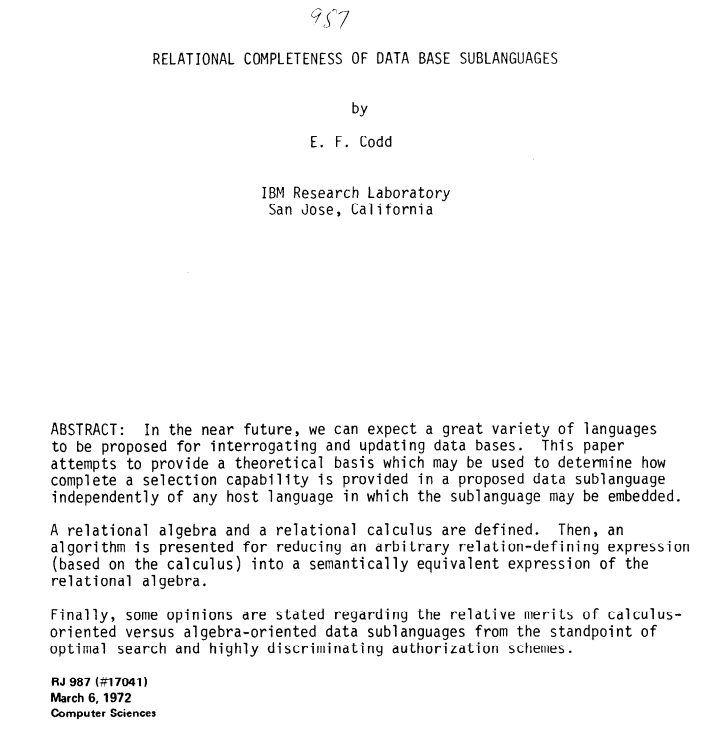 987
RELATIONAL COMPLETENESS OF DATA BASE SUBLANGUAGES
by
E. F. Codd
IBM Research Laboratory
San Jose, California
ABSTRACT: In the near future, we can expect a great variety of languages
to be proposed for interrogating and updating data bases. This paper
attempts to provide a theoretical basis which may be used to determine how
complete a selection capability is provided in a proposed data sublanguage
independently of any host language in which the sublanguage may be embedded.
A relational algebra and a relational calculus are defined. Then, an
algorithm is presented for reducing an arbitrary relation-defining expression
(based on the calculus) into a semantically equivalent expression of the
relational algebra.
Finally, some opinions are stated regarding the relative merits of calculus-
oriented versus algebra-oriented data sublanguages from the standpoint of
optimal search and highly discriminating authorization schemes.
RJ 987 (#17041)
March 6, 1972
Computer Sciences